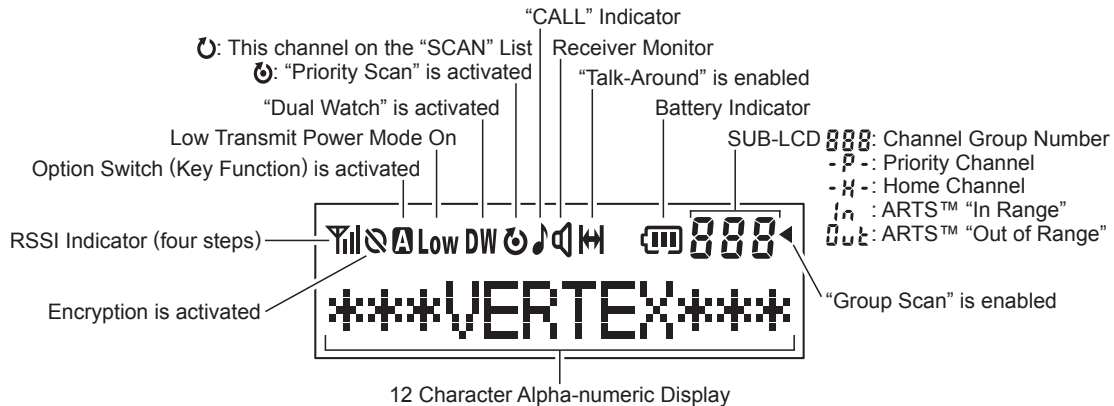 “CALL” Indicator
: This channel on the “SCAN” List
Receiver Monitor
: “Priority Scan” is activated
“Talk-Around” is enabled
“Dual Watch” is activated
Battery Indicator
Low Transmit Power Mode On
SUB-LCD 888: Channel Group Number
Option Switch (Key Function) is activated
- P -: Priority Channel
- H -: Home Channel
In : ARTS™ “In Range”
Out: ARTS™ “Out of Range”
RSSI Indicator (four steps)
A Low DW 888
Encryption is activated
“Group Scan” is enabled
***VERTEX***
12 Character Alpha-numeric Display